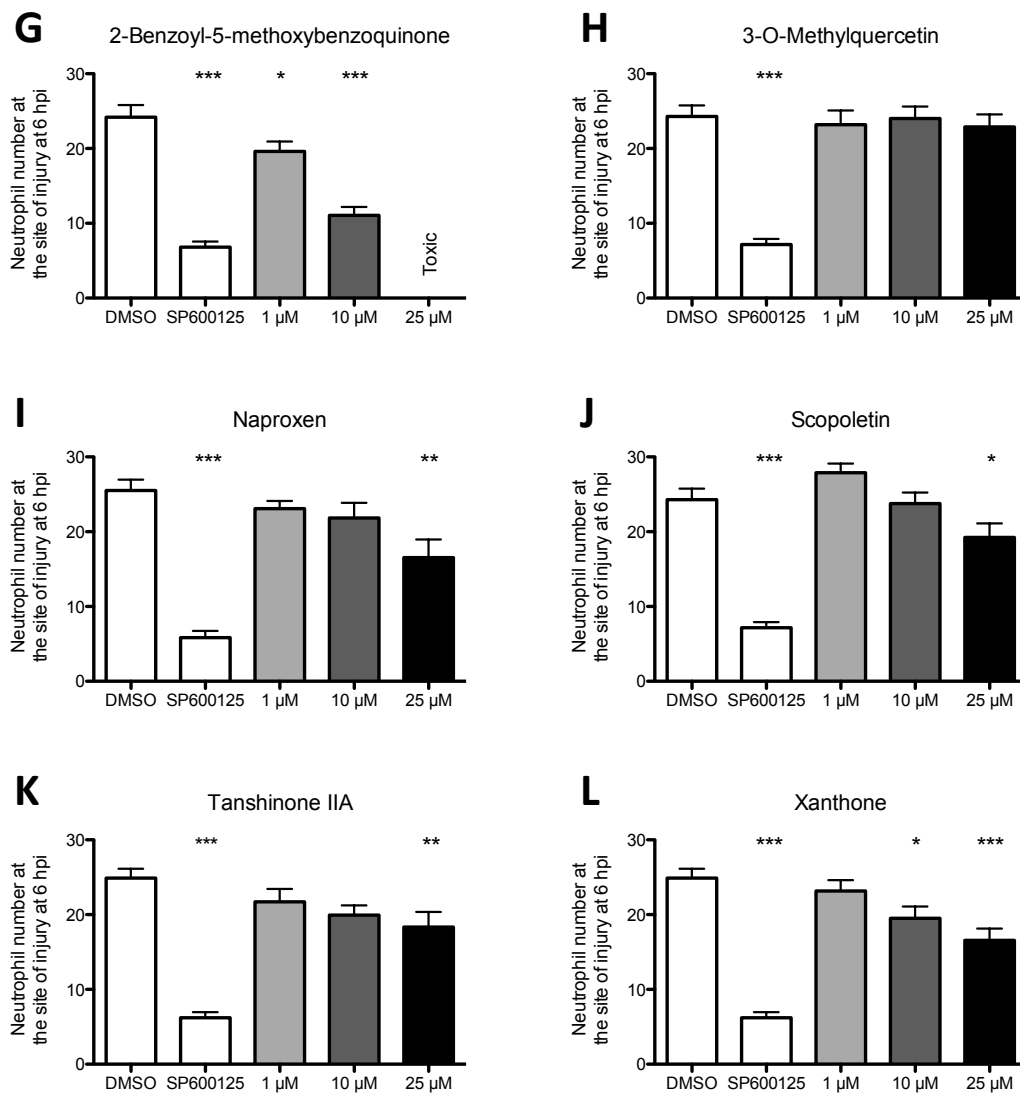 G
2-Benzoyl-5-methoxybenzoquinone
Neutrophil number at
the site of injury at 6 hpi
30
20
10
0
*** * ***
Toxic
DMSO SP600125 1 µM 10 µM 25 µM
H
3-O-Methylquercetin
Neutrophil number at
the site of injury at 6 hpi
30
20
10
0
***
DMSO SP600125 1 µM 10 µM 25 µM
I
Naproxen
Neutrophil number at
the site of injury at 6 hpi
30
20
10
0
*** **
DMSO SP600125 1 µM 10 µM 25 µM
J
Scopoletin
Neutrophil number at
the site of injury at 6 hpi
30
20
10
0
*** *
DMSO SP600125 1 µM 10 µM 25 µM
K
Tanshinone IIA
Neutrophil number at
the site of injury at 6 hpi
30
20
10
0
*** **
DMSO SP600125 1 µM 10 µM 25 µM
L
Xanthone
Neutrophil number at
the site of injury at 6 hpi
30
20
10
0
*** * ***
DMSO SP600125 1 µM 10 µM 25 µM